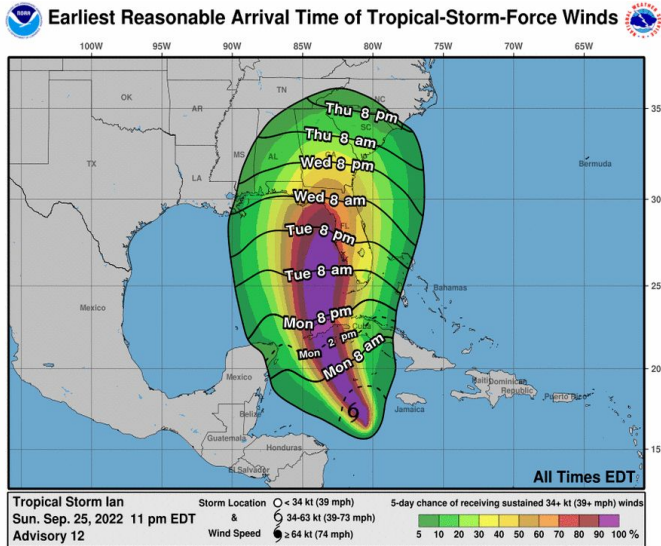 NOAA
Earliest Reasonable Arrival Time of Tropical-Storm-Force Winds
100W 95W 90W 85W 80W 75W 70W 65W
TN
NC
OK
AR
35
Thu 8 pm
SC
Thu 8 am
MS
AL
TX
Wed 8 pm
GA
Bermuda
LA
30
Wed 8 am
FL
Tue 8 pm
Tue 8 am
25
Bahamas
Mexico
Mon 8 pm
Cuba
Mon 2 pm
Mon 8 am
20
Mexico
Haiti
Dominican
Republic
Puerto Rico
Belize
Jamaica
Guatemala
Honduras
15
El Salvador
All Times EDT
Tropical Storm Ian
Sun. Sep. 25, 2022 11 pm EDT
Advisory 12
Storm Location
&
Wind Speed
< 34 kt (39 mph)
34-63 kt (39-73 mph)
≥ 64 kt (74 mph)
5-day chance of receiving sustained 34+ kt (39+ mph) winds
5 10 20 30 40 50 60 70 80 90 100 %